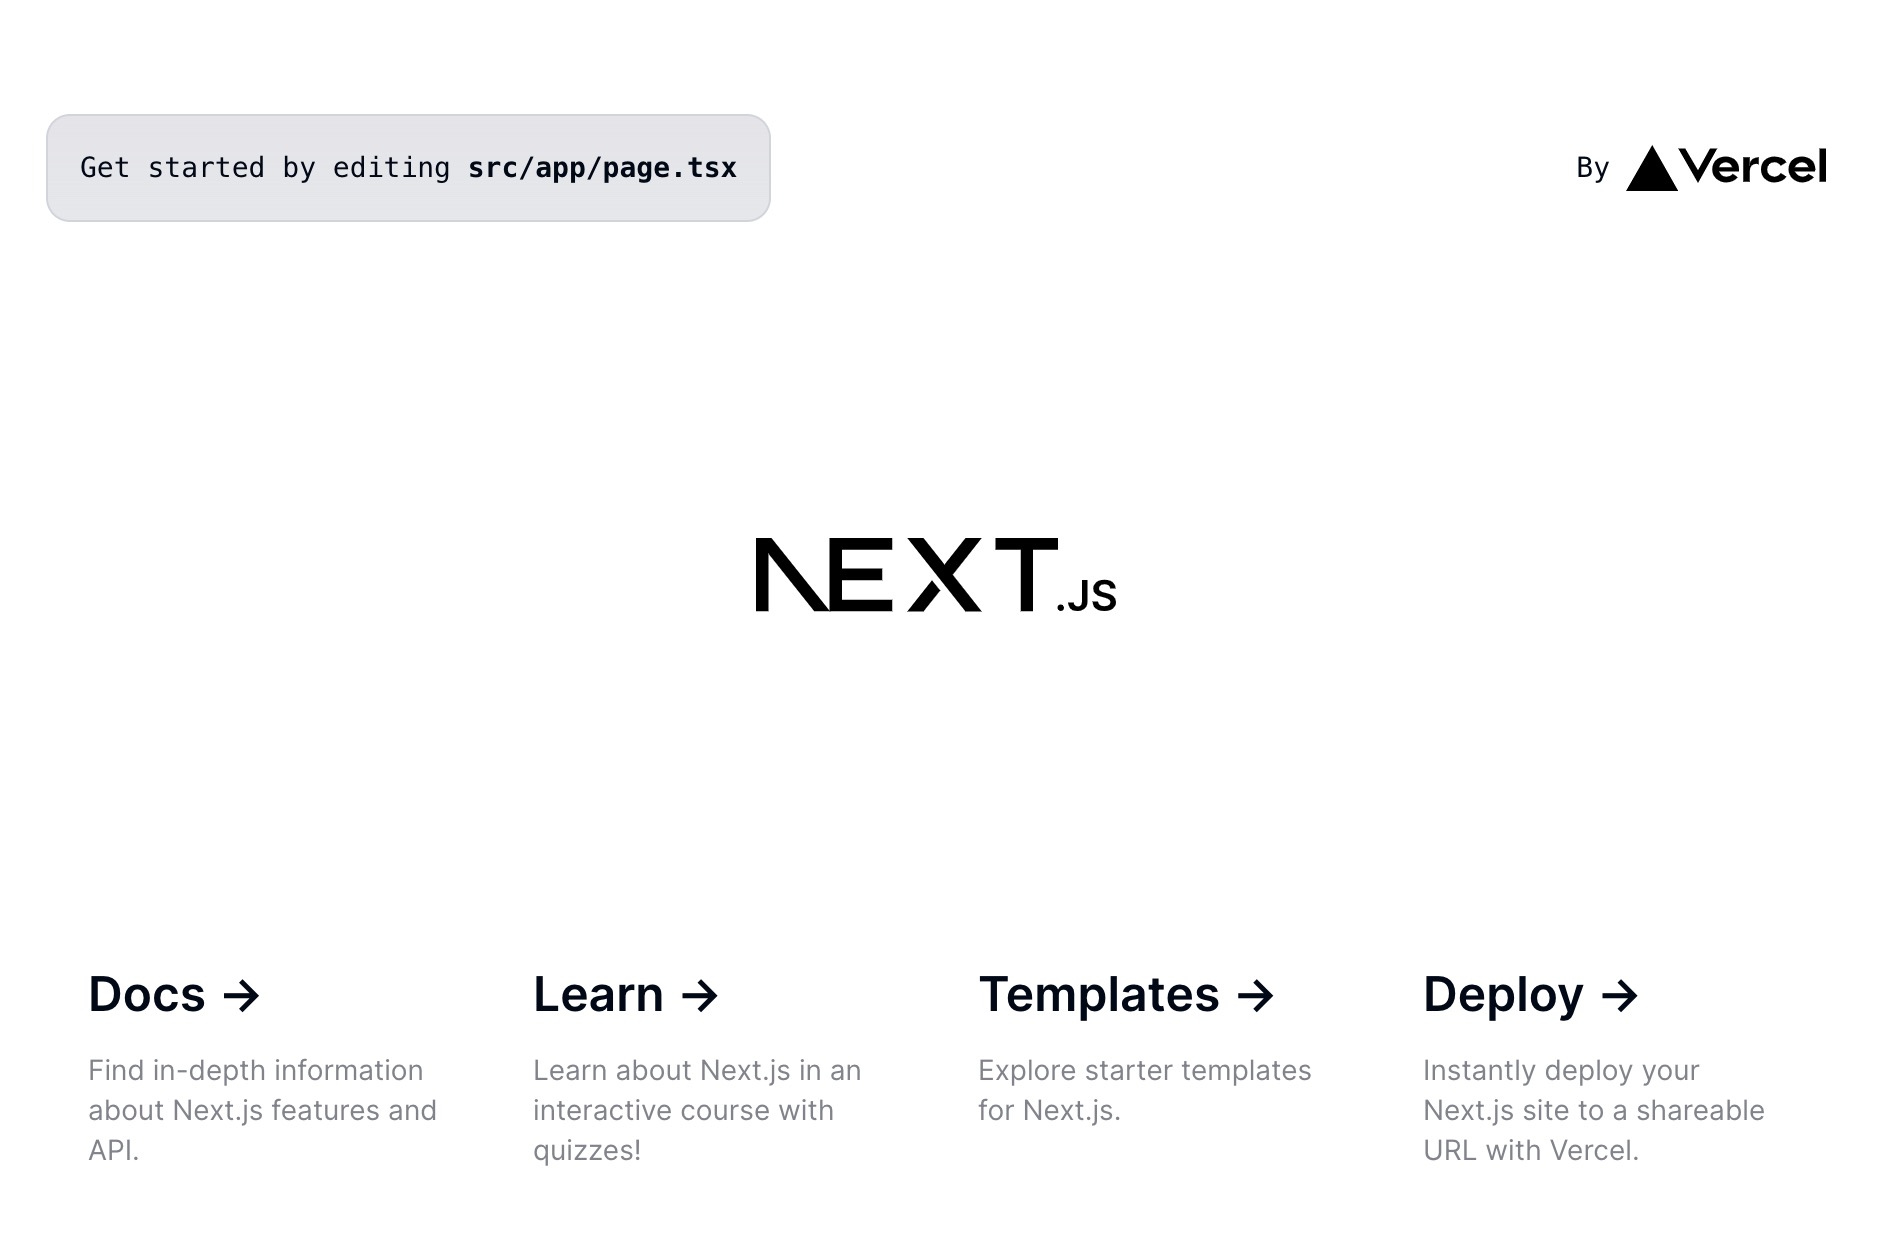 Get started by editing src/app/page.tsx
By Vercel
NEXT.JS
Docs →
Find in-depth information
about Next.js features and
API.
Learn →
Learn about Next.js in an
interactive course with
quizzes!
Templates →
Explore starter templates
for Next.js.
Deploy →
Instantly deploy your
Next.js site to a shareable
URL with Vercel.